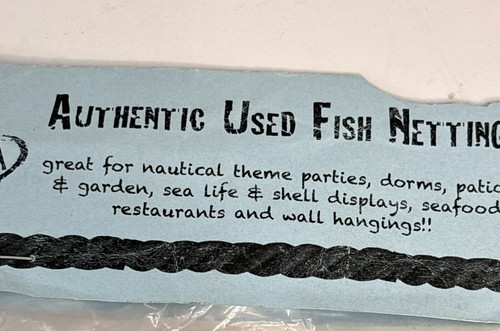 Authentic Used Fish Netting
great for nautical theme parties, dorms, patio
& garden, sea life & shell displays, seafood
restaurants and wall hangings!!